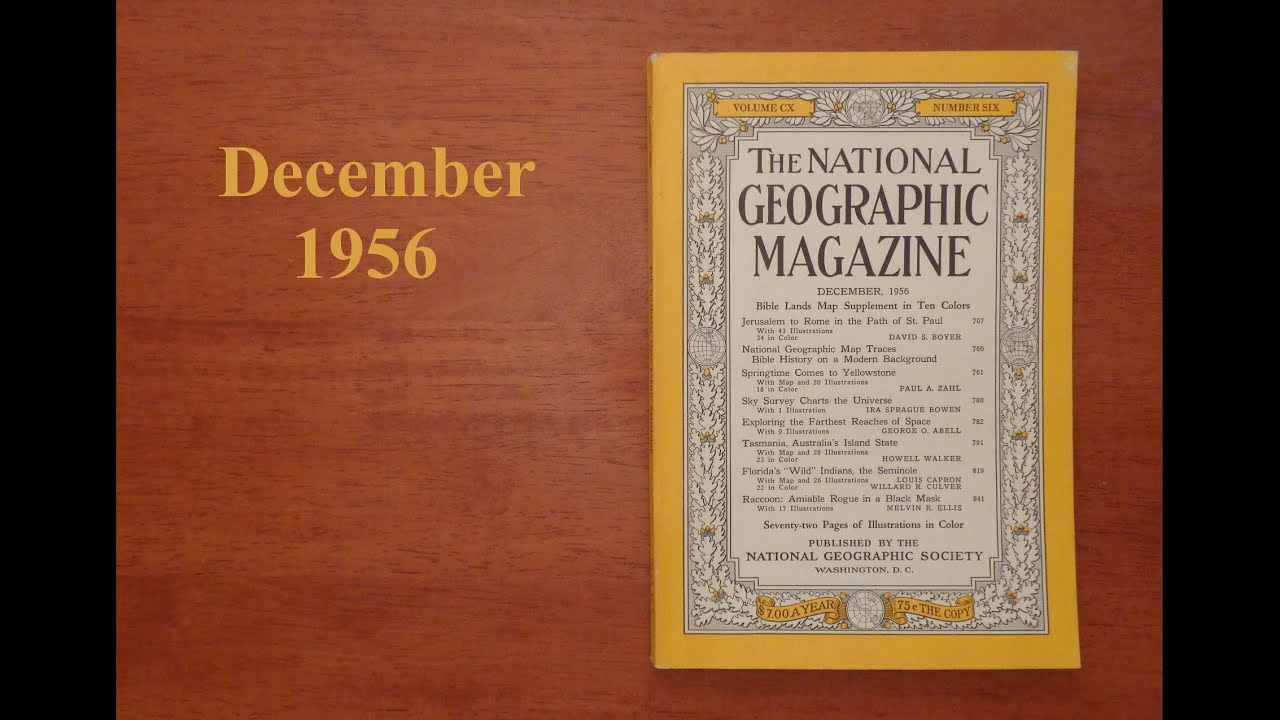 December
1956
VOLUME CX
NUMBER SIX
THE NATIONAL
GEOGRAPHIC
MAGAZINE
DECEMBER, 1956
Bible Lands Map Supplement in Ten Colors
Jerusalem to Rome in the Path of St. Paul 707
With 43 Illustrations
34 in Color DAVID S. BOYER
National Geographic Map Traces 760
Bible History on a Modern Background
Springtime Comes to Yellowstone 761
With Map and 20 Illustrations
18 in Color PAUL A. ZAHL
Sky Survey Charts the Universe 780
With 1 Illustration IRA SPRAGUE BOWEN
Exploring the Farthest Reaches of Space 782
With 9 Illustrations GEORGE O. ABELL
Tasmania, Australia's Island State 791
With Map and 28 Illustrations
23 in Color HOWELL WALKER
Florida's "Wild" Indians, the Seminole 819
With Map and 26 Illustrations LOUIS CAPRON
22 in Color WILLARD R. CULVER
Raccoon: Amiable Rogue in a Black Mask 841
With 17 Illustrations MELVIN R. ELLIS
Seventy-two Pages of Illustrations in Color
PUBLISHED BY THE
NATIONAL GEOGRAPHIC SOCIETY
WASHINGTON, D. C.
$7.00 A YEAR
75¢ THE COPY